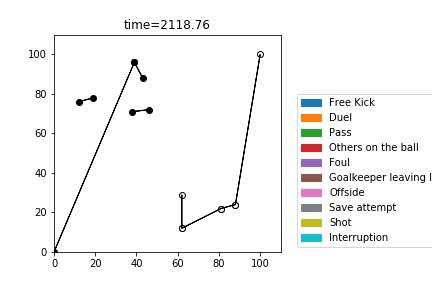 time=2118.76
100
80
60
40
20
0
0 20 40 60 80 100
Free Kick
Duel
Pass
Others on the ball
Foul
Goalkeeper leaving l
Offside
Save attempt
Shot
Interruption